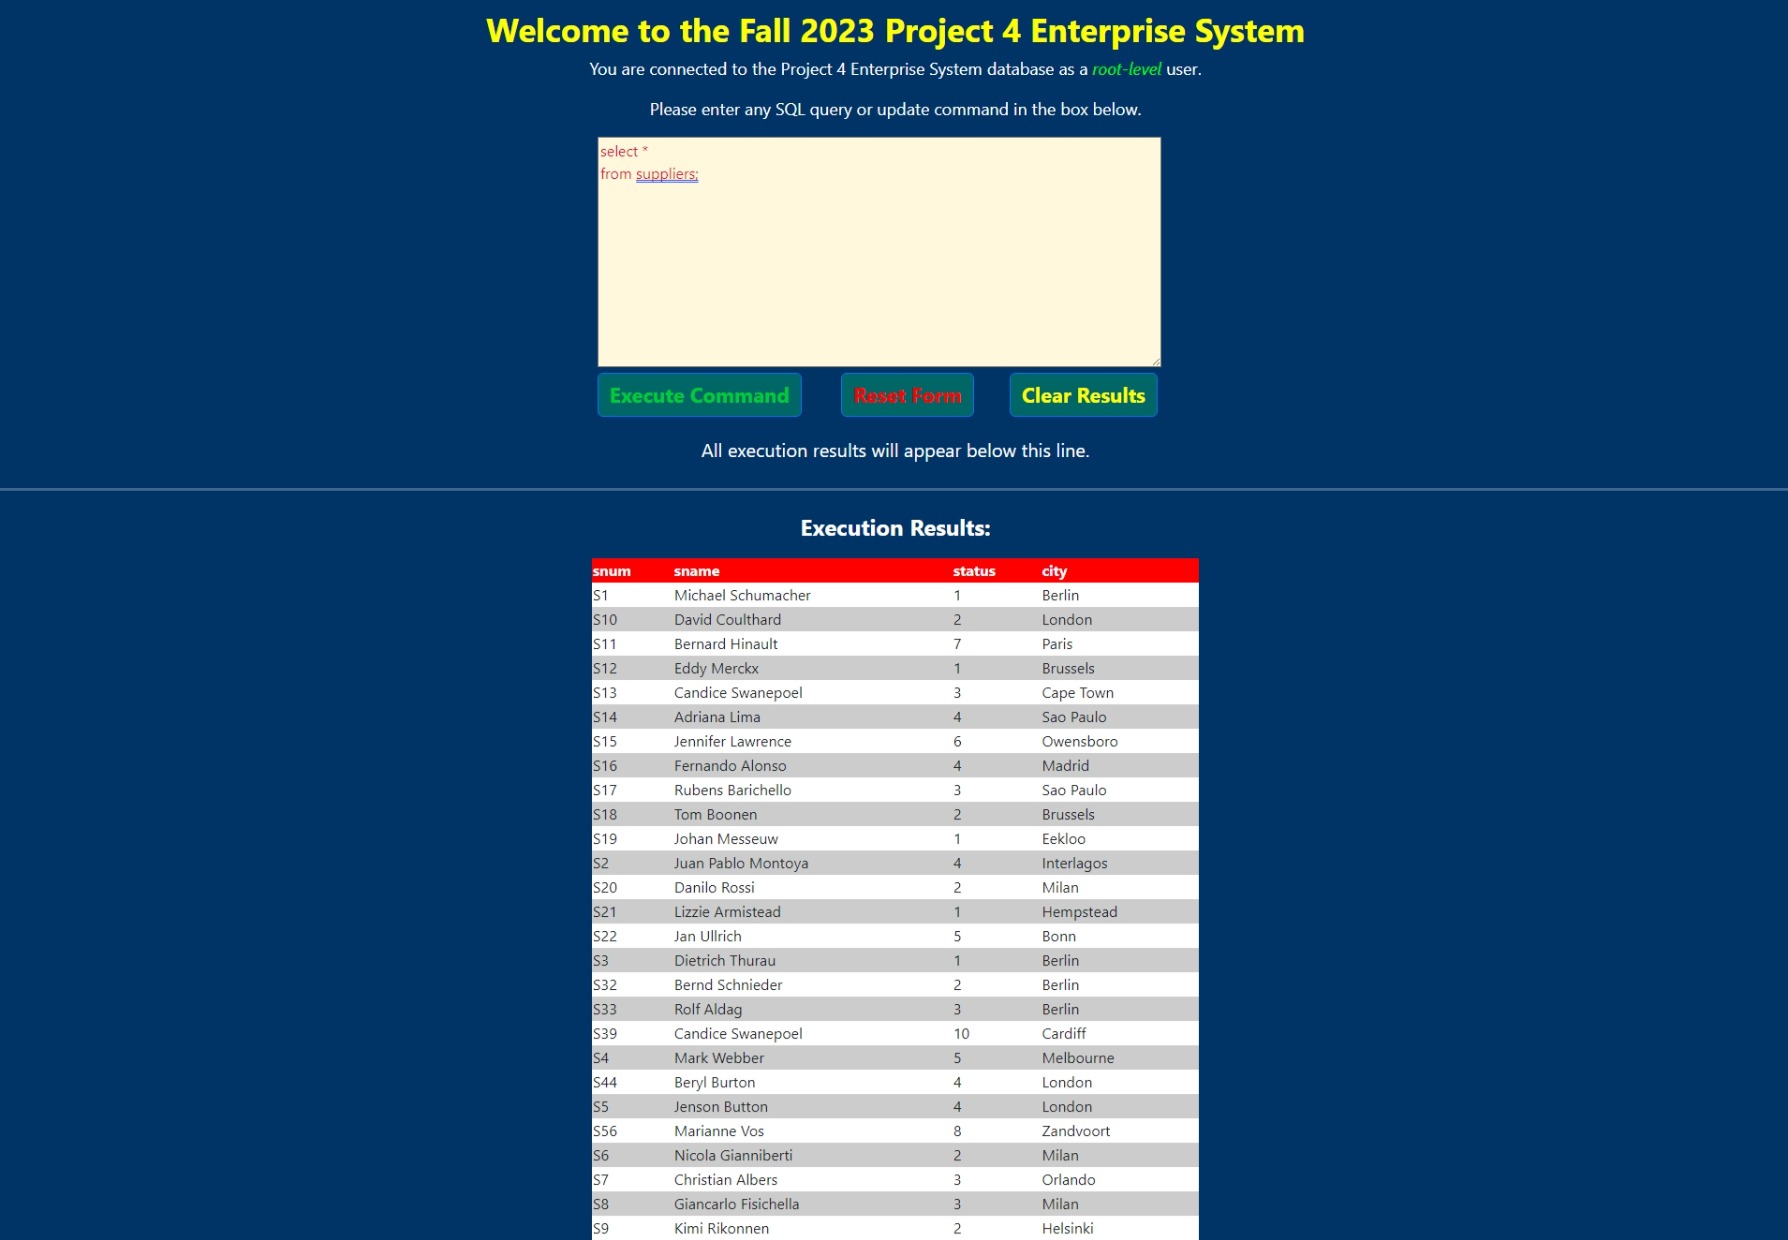 Welcome to the Fall 2023 Project 4 Enterprise System
You are connected to the Project 4 Enterprise System database as a root-level user.
Please enter any SQL query or update command in the box below.
select *
from suppliers;
Execute Command Reset Form Clear Results
All execution results will appear below this line.
Execution Results:
snum sname status city
S1 Michael Schumacher 1 Berlin
S10 David Coulthard 2 London
S11 Bernard Hinault 7 Paris
S12 Eddy Merckx 1 Brussels
S13 Candice Swanepoel 3 Cape Town
S14 Adriana Lima 4 Sao Paulo
S15 Jennifer Lawrence 6 Owensboro
S16 Fernando Alonso 4 Madrid
S17 Rubens Barichello 3 Sao Paulo
S18 Tom Boonen 2 Brussels
S19 Johan Messeuw 1 Eekloo
S2 Juan Pablo Montoya 4 Interlagos
S20 Danilo Rossi 2 Milan
S21 Lizzie Armistead 1 Hempstead
S22 Jan Ullrich 5 Bonn
S3 Dietrich Thurau 1 Berlin
S32 Bernd Schnieder 2 Berlin
S33 Rolf Aldag 3 Berlin
S39 Candice Swanepoel 10 Cardiff
S4 Mark Webber 5 Melbourne
S44 Beryl Burton 4 London
S5 Jenson Button 4 London
S56 Marianne Vos 8 Zandvoort
S6 Nicola Gianniberti 2 Milan
S7 Christian Albers 3 Orlando
S8 Giancarlo Fisichella 3 Milan
S9 Kimi Rikonnen 2 Helsinki